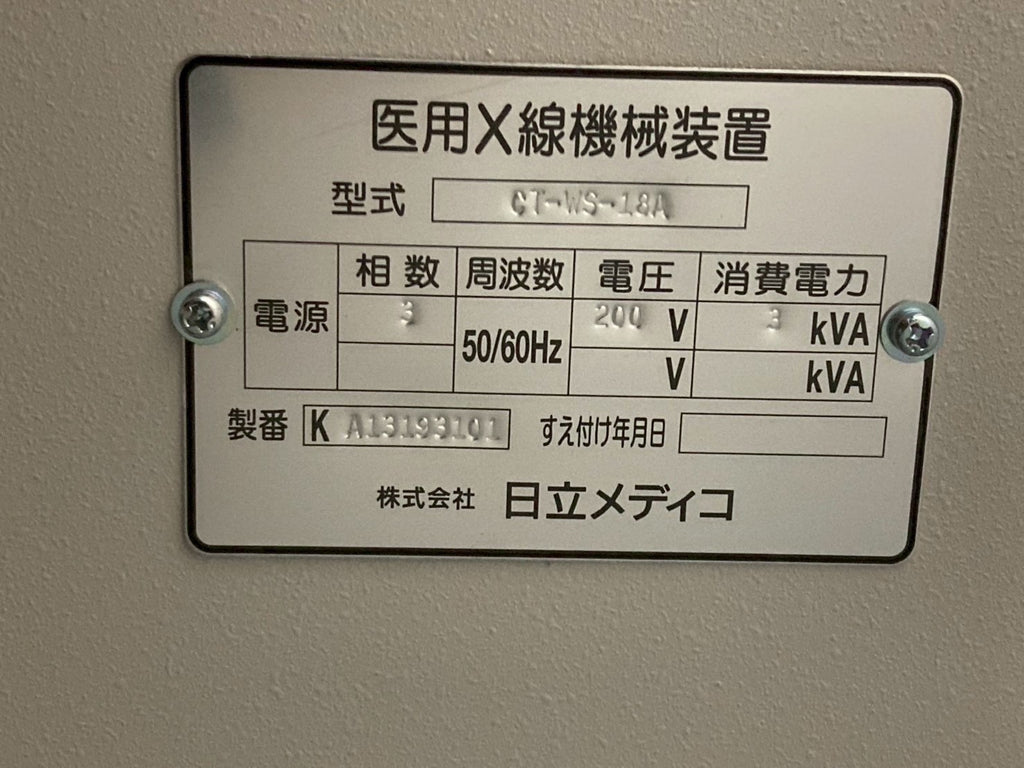 医用X線機械装置
型式 CT-WS-18A
相数 周波数 電圧 消費電力
電源 3 50/60Hz 200 V 3 kVA
V kVA
製番 K A13193101 すえ付け年月日
株式会社 日立メディコ